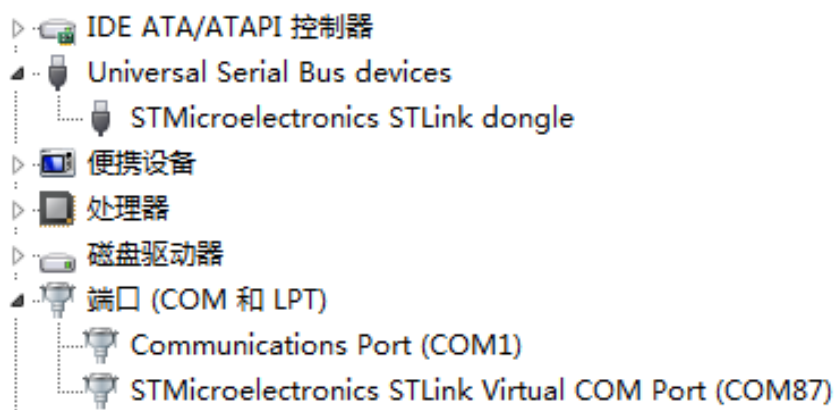 IDE ATA/ATAPI 控制器
Universal Serial Bus devices
STMicroelectronics STLink dongle
便携设备
处理器
磁盘驱动器
端口 (COM 和 LPT)
Communications Port (COM1)
STMicroelectronics STLink Virtual COM Port (COM87)